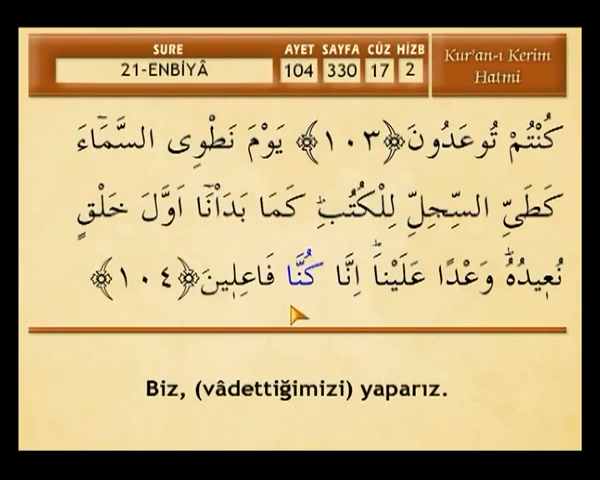 SURE AYET SAYFA CÜZ HİZB
21-ENBİYÂ 104 330 17 2
Kur'an-ı Kerim
Hatmi
كُنْتُمْ تُوعَدُونَ ﴿١٠٣﴾ يَوْمَ نَطْوِى السَّمَٓاءَ
كَطَيِّ السِّجِلِّ لِلْكُتُبِۜ كَمَا بَدَأْنَٓا اَوَّلَ خَلْقٍ
نُع۪يدُهُۜ وَعْدًا عَلَيْنَاۜ اِنَّا كُنَّا فَاعِل۪ينَ ﴿١٠٤﴾
Biz, (vâdettiğimizi) yaparız.